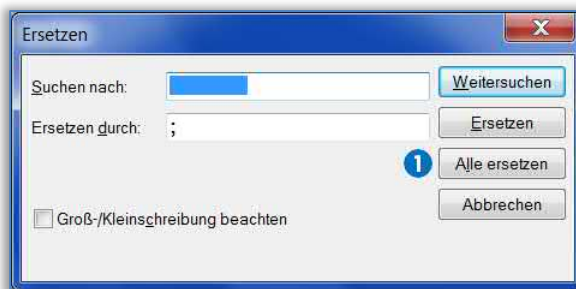 Ersetzen
X
Suchen nach:
Weitersuchen
Ersetzen durch: ;
Ersetzen
1 Alle ersetzen
Abbrechen
Groß-/Kleinschreibung beachten